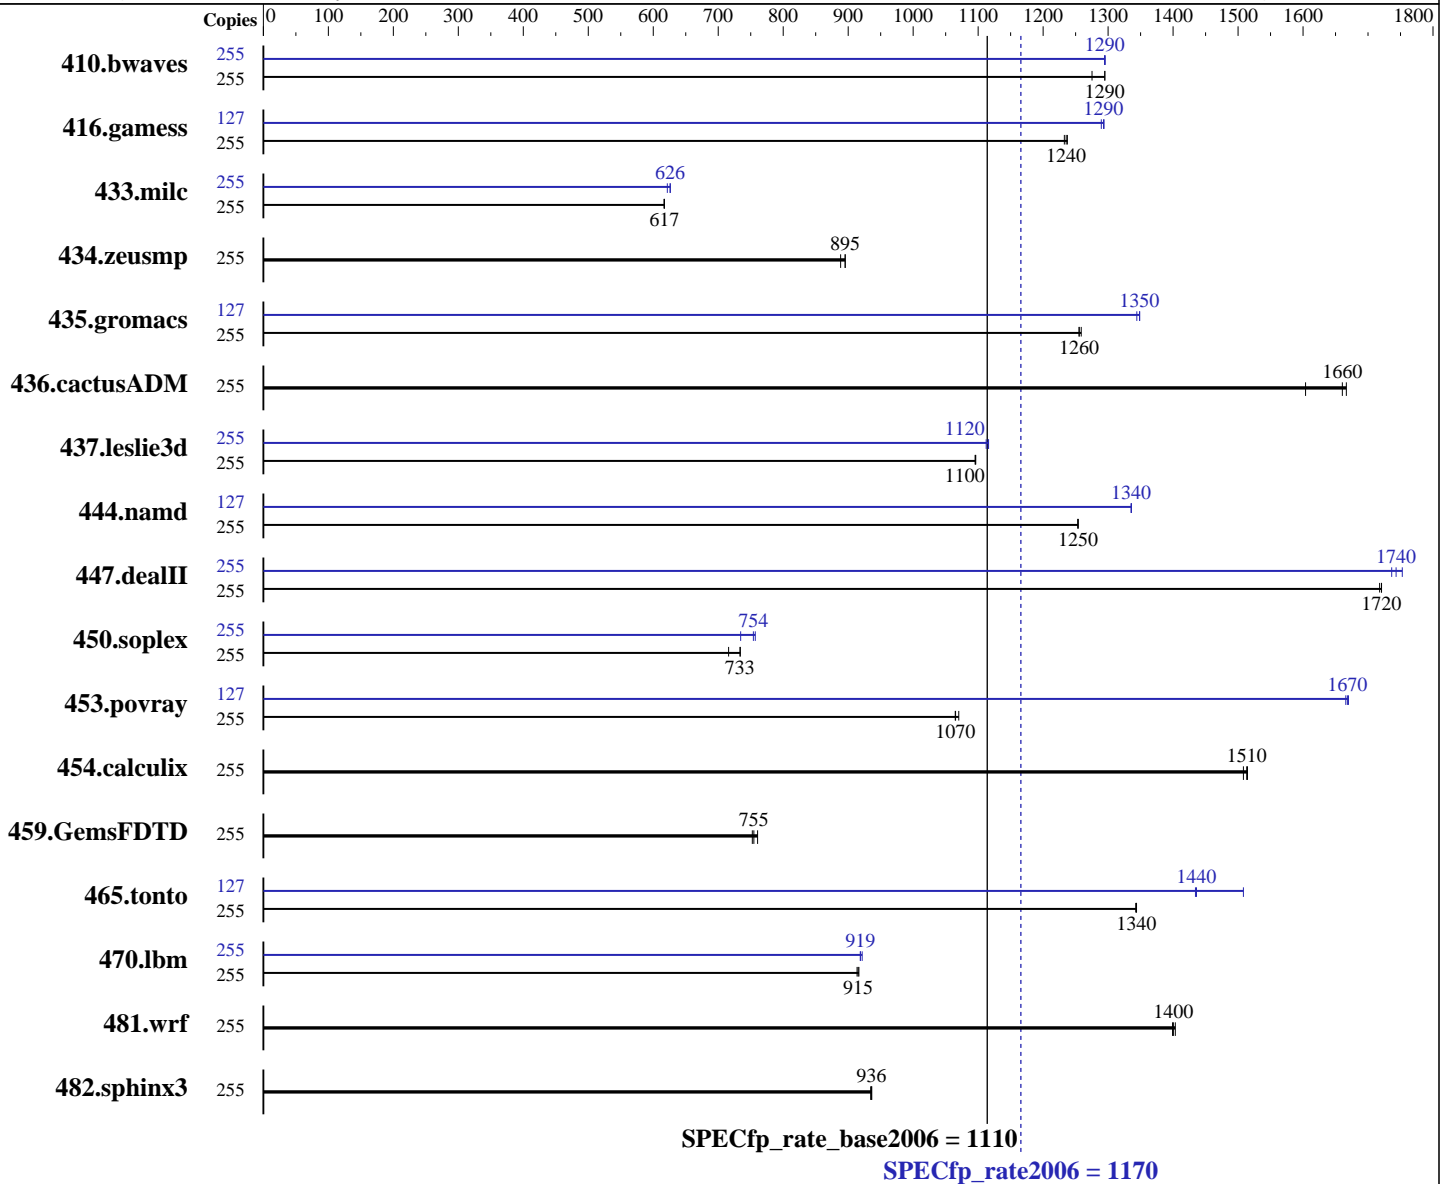 Copies 0 100 200 300 400 500 600 700 800 900 1000 1100 1200 1300 1400 1500 1600 1800
410.bwaves 255 1290
255 1290
416.gamess 127 1290
255 1240
433.milc 255 626
255 617
434.zeusmp 255 895
435.gromacs 127 1350
255 1260
436.cactusADM 255 1660
437.leslie3d 255 1120
255 1100
444.namd 127 1340
255 1250
447.dealII 255 1740
255 1720
450.soplex 255 754
255 733
453.povray 127 1670
255 1070
454.calculix 255 1510
459.GemsFDTD 255 755
465.tonto 127 1440
255 1340
470.lbm 255 919
255 915
481.wrf 255 1400
482.sphinx3 255 936
SPECfp_rate_base2006 = 1110
SPECfp_rate2006 = 1170